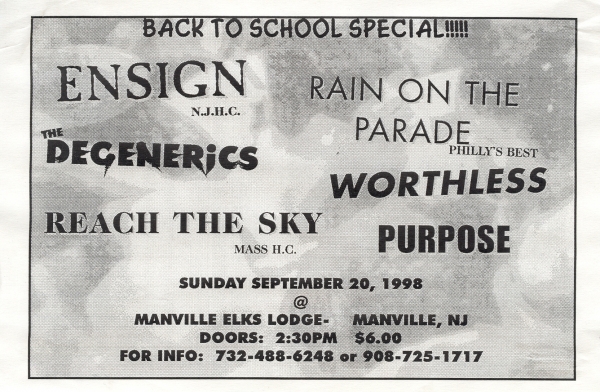 BACK TO SCHOOL SPECIAL!!!!!
ENSIGN
N.J.H.C.
RAIN ON THE
PARADE
PHILLY'S BEST
THE
DEGENERiCS
WORTHLESS
REACH THE SKY
MASS H.C.
PURPOSE
SUNDAY SEPTEMBER 20, 1998
@
MANVILLE ELKS LODGE- MANVILLE, NJ
DOORS: 2:30PM $6.00
FOR INFO: 732-488-6248 or 908-725-1717